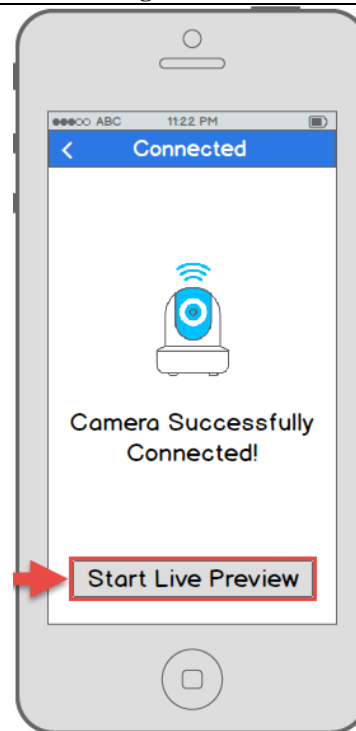 ABC 11:22 PM
Connected
Camera Successfully
Connected!
Start Live Preview